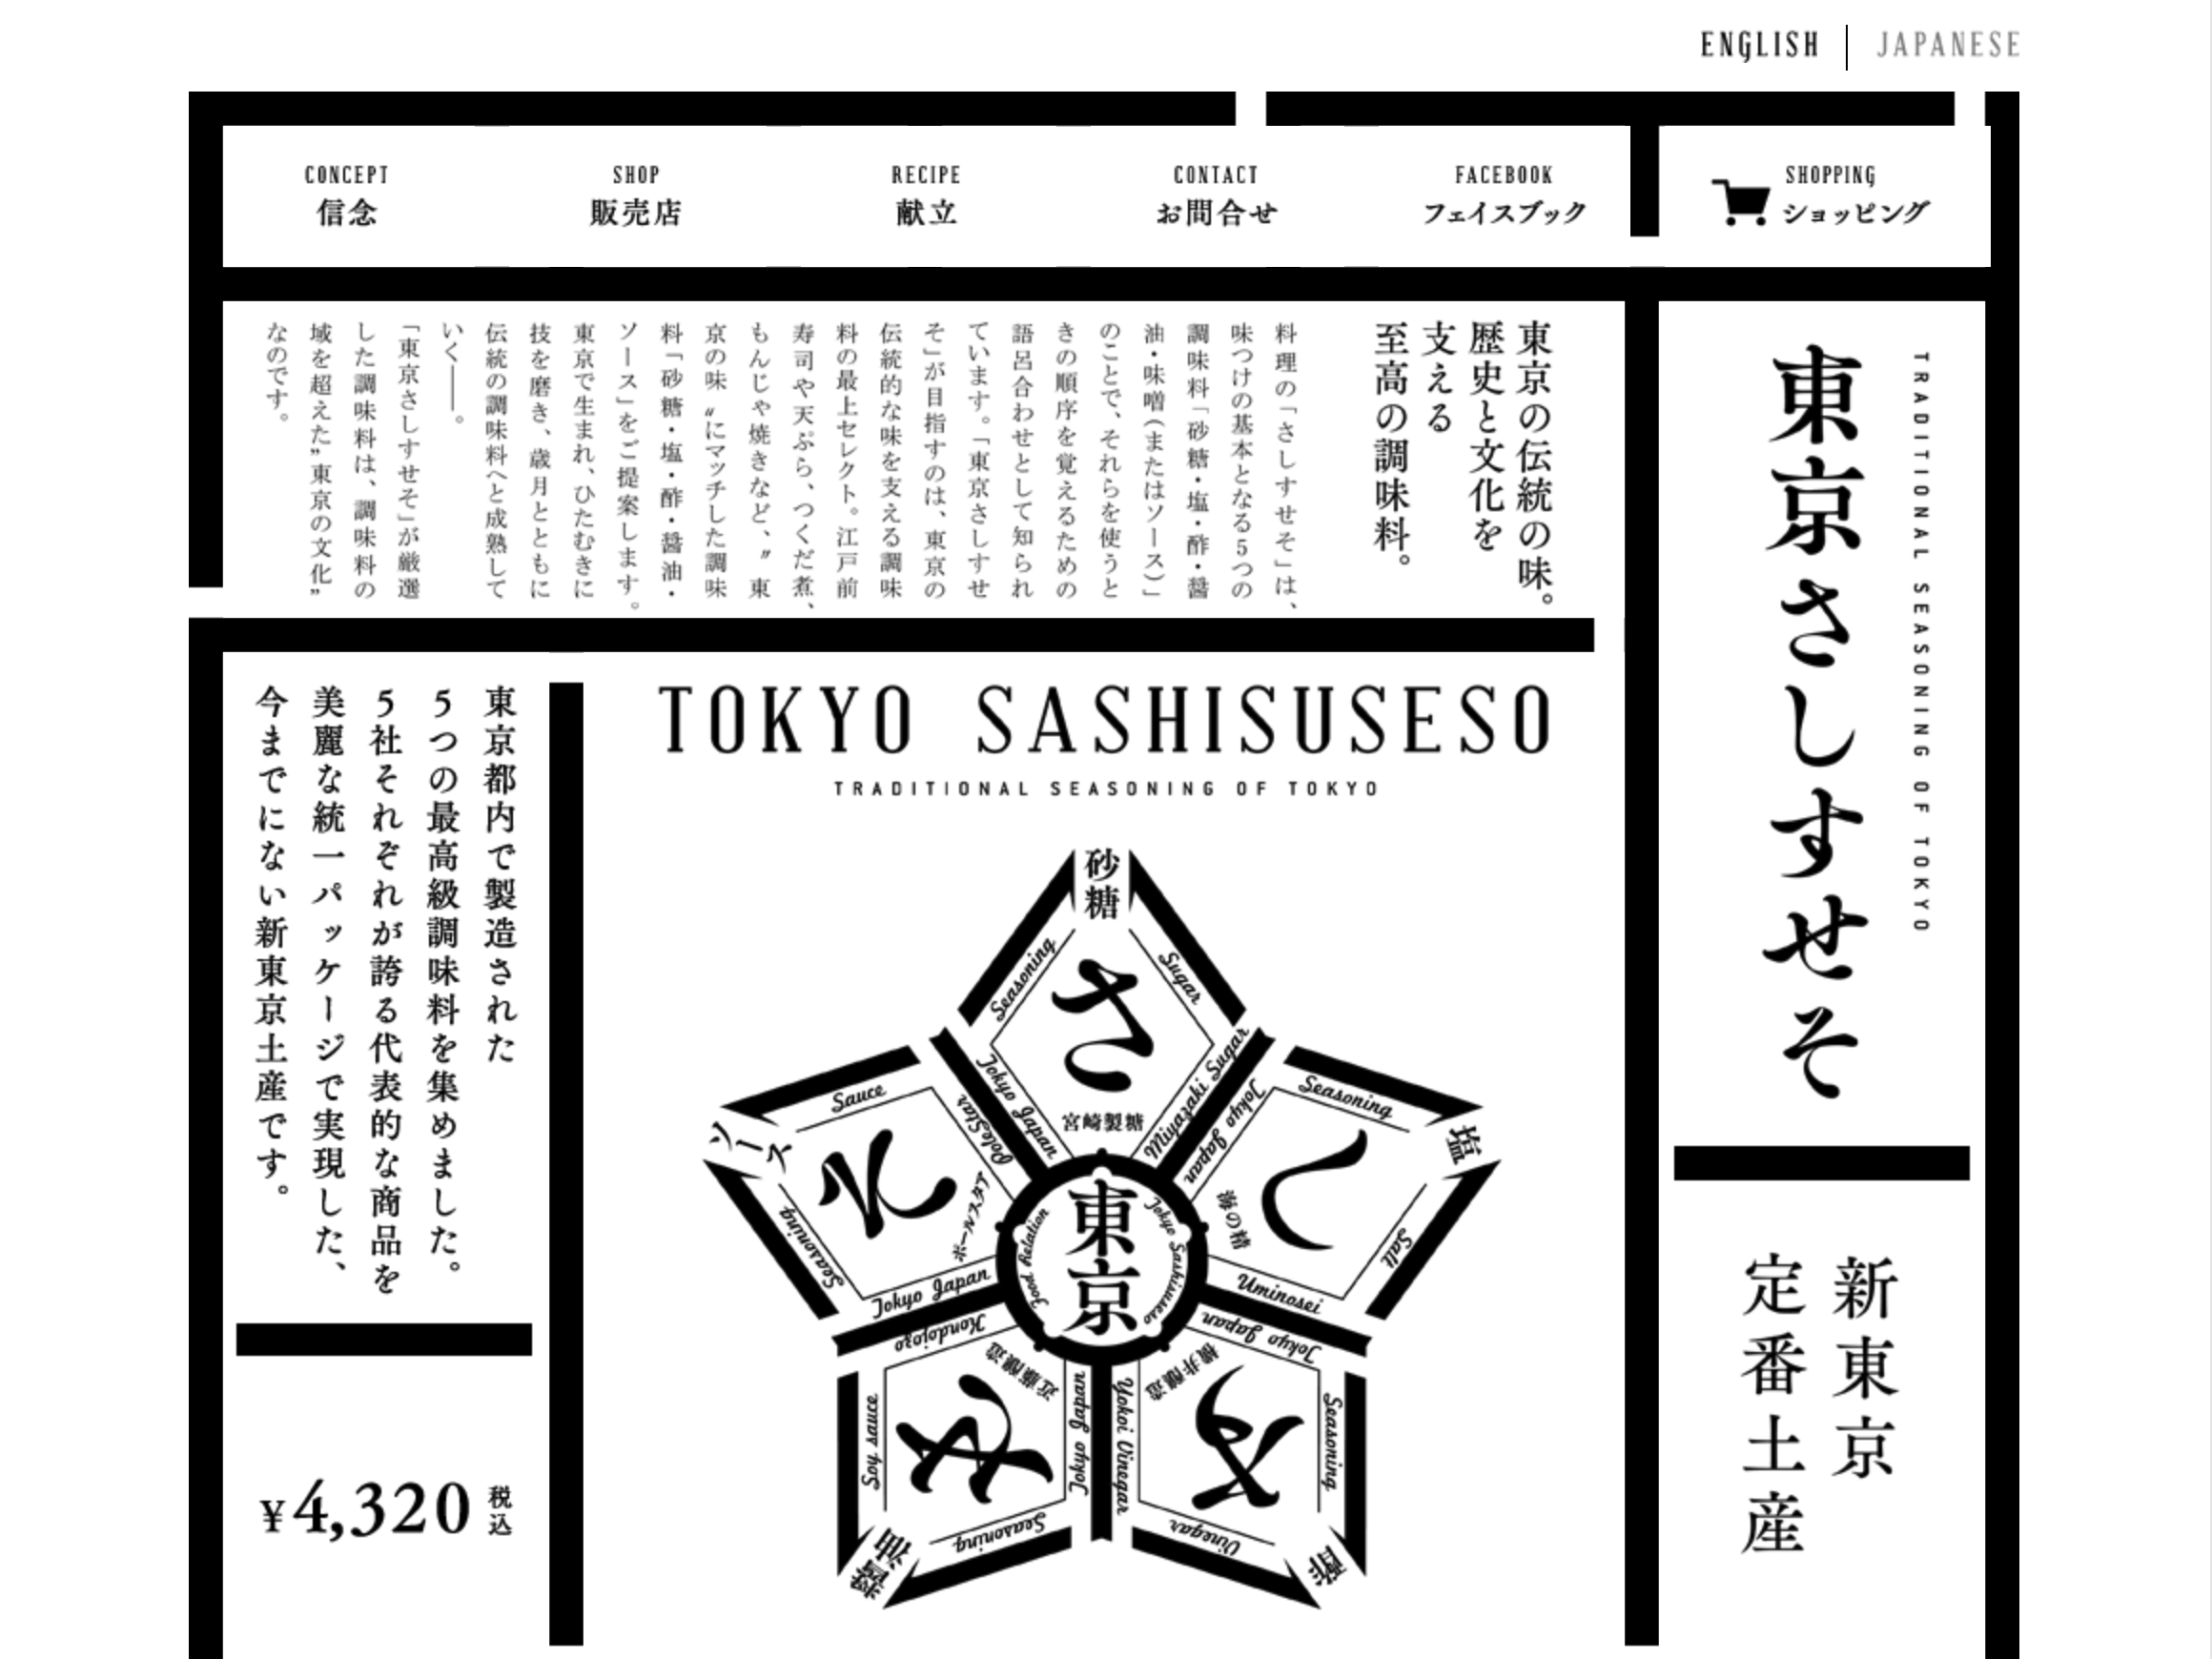 ENGLISH
JAPANESE
CONCEPT
信念
SHOP
販売店
RECIPE
献立
CONTACT
お問合せ
FACEBOOK
フェイスブック
SHOPPING
ショッピング
TRADITIONAL SEASONING OF TOKYO
東京さしすせそ
新東京
定番土産
東京の伝統の味。
歴史と文化を
支える
至高の調味料。
料理の「さしすせそ」は、
味つけの基本となる5つの
調味料「砂糖・塩・酢・醤
油・味噌(またはソース)」
のことで、それらを使うと
きの順序を覚えるための
語呂合わせとして知られ
ています。「東京さしすせ
そ」が目指すのは、東京の
伝統的な味を支える調味
料の最上セレクト。江戸前
寿司や天ぷら、つくだ煮、
もんじゃ焼きなど、〃東
京の味〃にマッチした調味
料「砂糖・塩・酢・醤油・
ソース」をご提案します。
東京で生まれ、ひたむきに
技を磨き、歳月とともに
伝統の調味料へと成熟して
いく——。
「東京さしすせそ」が厳選
した調味料は、調味料の
域を超えた”東京の文化”
なのです。
東京都内で製造された
5つの最高級調味料を集めました。
5社それぞれが誇る代表的な商品を
美麗な統一パッケージで実現した、
今までにない新東京土産です。
¥4,320 税込
TOKYO SASHISUSESO
TRADITIONAL SEASONING OF TOKYO
砂糖
Seasoning
Sugar
さ
宮崎製糖
Tokyo Japan
Miyazaki Sugar
塩
Seasoning
Salt
し
海の精
Tokyo Japan
Uminosei
酢
Seasoning
Vinegar
す
横井醸造
Tokyo Japan
Yokoi Vinegar
醤油
Seasoning
Soy sauce
せ
近藤醸造
Tokyo Japan
Kondojozo
ソース
Seasoning
Sauce
そ
ポールスタア
Tokyo Japan
PoleStar
東京
Tokyo Sashisuseso
Food Relation